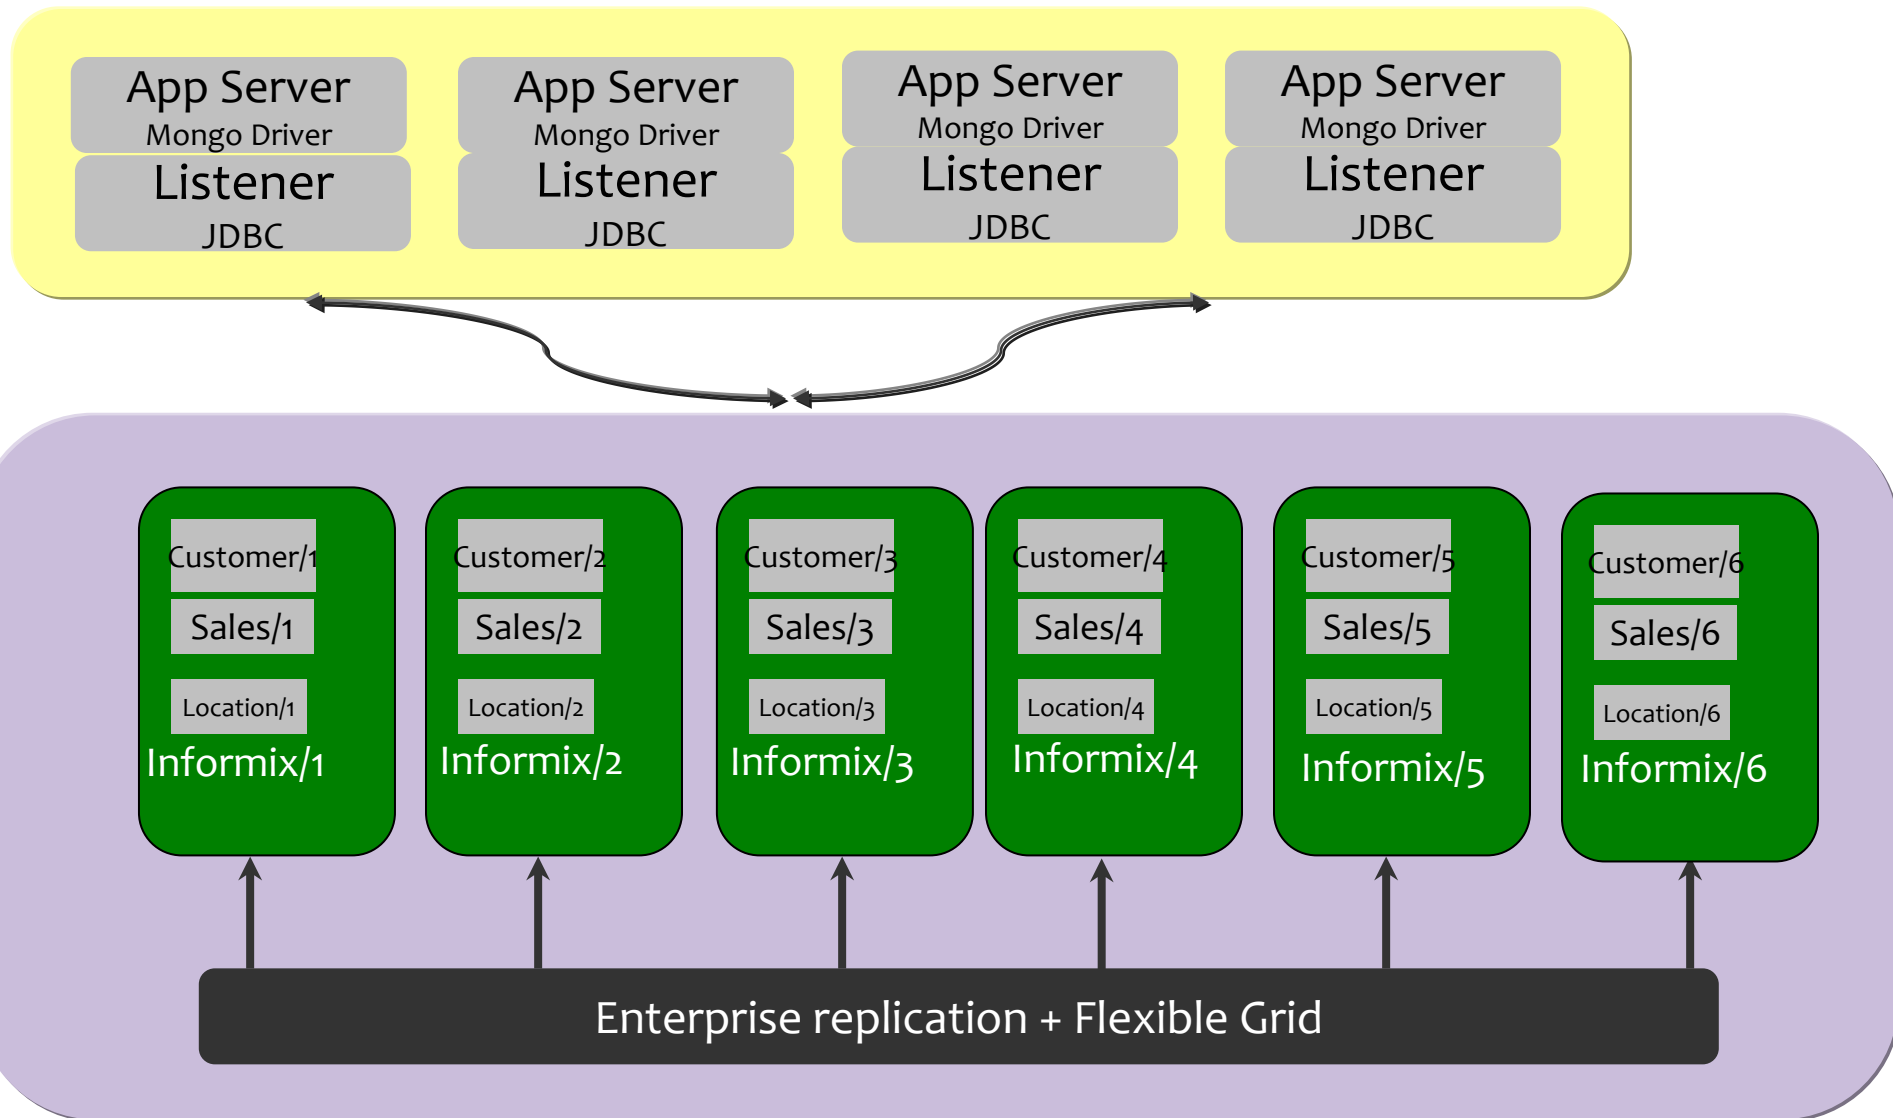 App Server
Mongo Driver
Listener
JDBC
App Server
Mongo Driver
Listener
JDBC
App Server
Mongo Driver
Listener
JDBC
App Server
Mongo Driver
Listener
JDBC
Customer/1
Sales/1
Location/1
Informix/1
Customer/2
Sales/2
Location/2
Informix/2
Customer/3
Sales/3
Location/3
Informix/3
Customer/4
Sales/4
Location/4
Informix/4
Customer/5
Sales/5
Location/5
Informix/5
Customer/6
Sales/6
Location/6
Informix/6
Enterprise replication + Flexible Grid